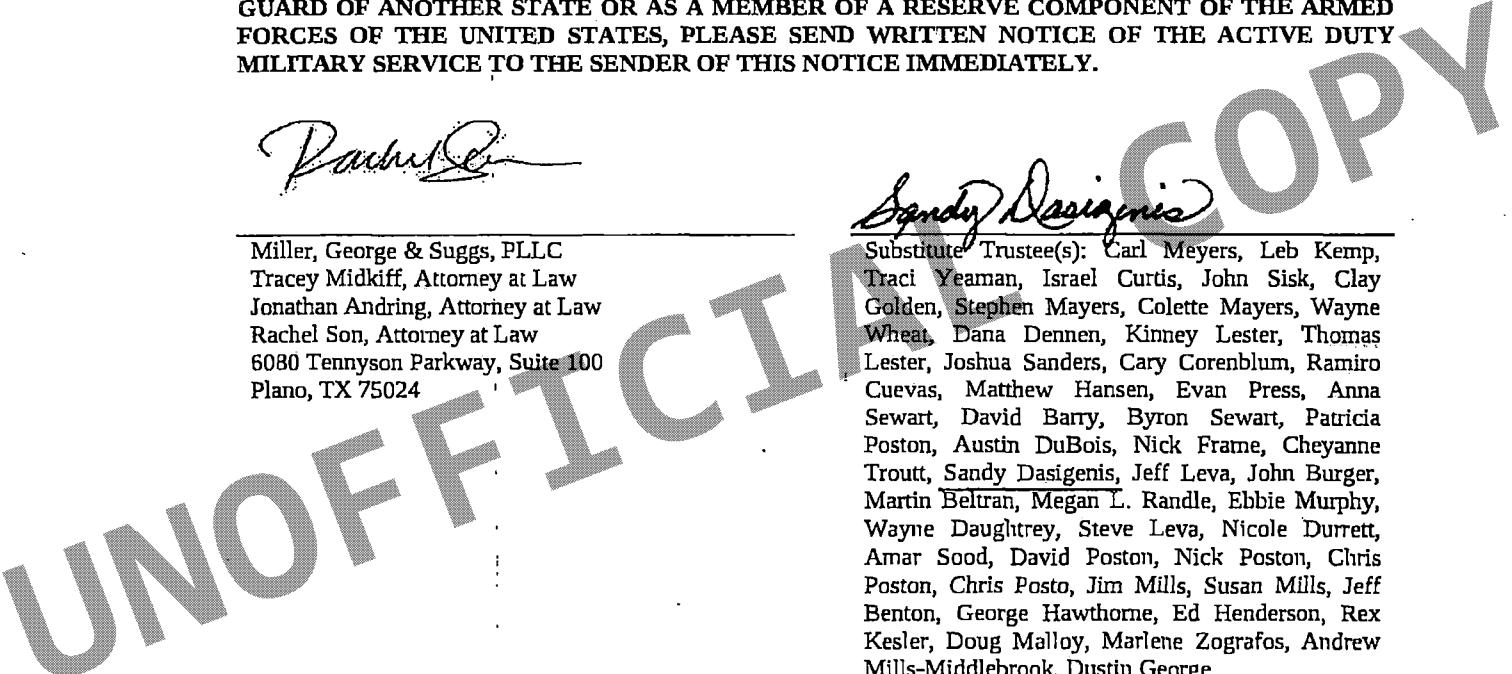 GUARD OF ANOTHER STATE OR AS A MEMBER OF A RESERVE COMPONENT OF THE ARMED
FORCES OF THE UNITED STATES, PLEASE SEND WRITTEN NOTICE OF THE ACTIVE DUTY
MILITARY SERVICE TO THE SENDER OF THIS NOTICE IMMEDIATELY.
Sandy Dasigenis
Miller, George & Suggs, PLLC
Tracey Midkiff, Attorney at Law
Jonathan Andring, Attorney at Law
Rachel Son, Attorney at Law
6080 Tennyson Parkway, Suite 100
Plano, TX 75024
Substitute Trustee(s): Carl Meyers, Leb Kemp,
Traci Yeaman, Israel Curtis, John Sisk, Clay
Golden, Stephen Mayers, Colette Mayers, Wayne
Wheat, Dana Dennen, Kinney Lester, Thomas
Lester, Joshua Sanders, Cary Corenblum, Ramiro
Cuevas, Matthew Hansen, Evan Press, Anna
Sewart, David Barry, Byron Sewart, Patricia
Poston, Austin DuBois, Nick Frame, Cheyanne
Troutt, Sandy Dasigenis, Jeff Leva, John Burger,
Martin Beltran, Megan L. Randle, Ebbie Murphy,
Wayne Daughtrey, Steve Leva, Nicole Durrett,
Amar Sood, David Poston, Nick Poston, Chris
Poston, Chris Posto, Jim Mills, Susan Mills, Jeff
Benton, George Hawthorne, Ed Henderson, Rex
Kesler, Doug Malloy, Marlene Zografos, Andrew
Mills-Middlebrook, Dustin George
UNOFFICIAL COPY